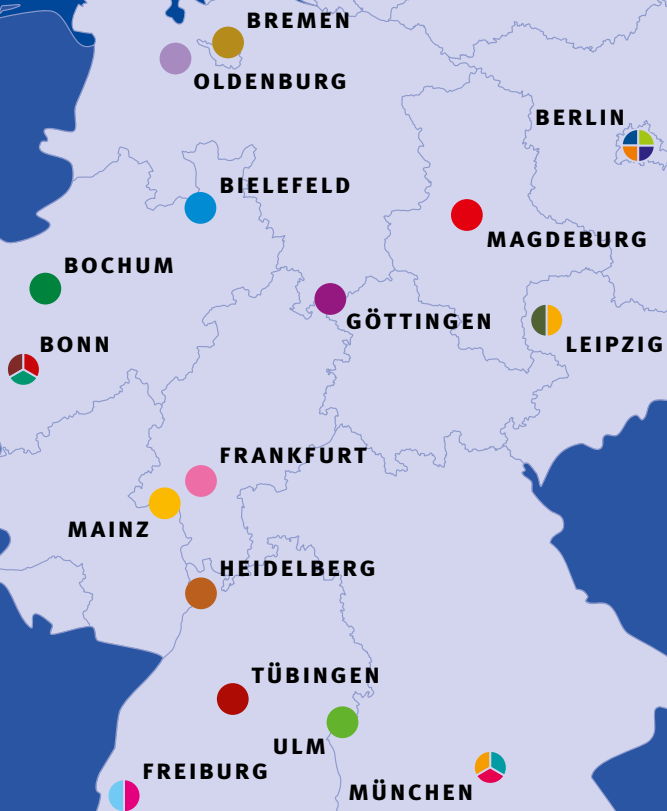 BREMEN
OLDENBURG
BERLIN
BIELEFELD
MAGDEBURG
BOCHUM
GÖTTINGEN
BONN
LEIPZIG
FRANKFURT
MAINZ
HEIDELBERG
TÜBINGEN
ULM
FREIBURG
MÜNCHEN